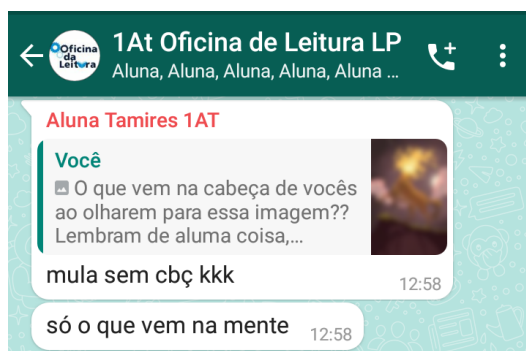 Oficina
da
Leitura
1At Oficina de Leitura LP
Aluna, Aluna, Aluna, Aluna, Aluna ...
Aluna Tamires 1AT
Você
O que vem na cabeça de vocês
ao olharem para essa imagem??
Lembram de aluma coisa,...
mula sem cbç kkk
12:58
só o que vem na mente
12:58